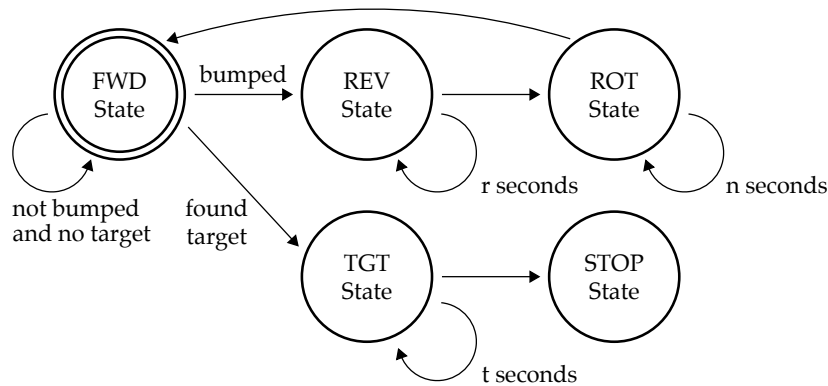 FWD
State
bumped
REV
State
ROT
State
r seconds
n seconds
not bumped
and no target
found
target
TGT
State
STOP
State
t seconds